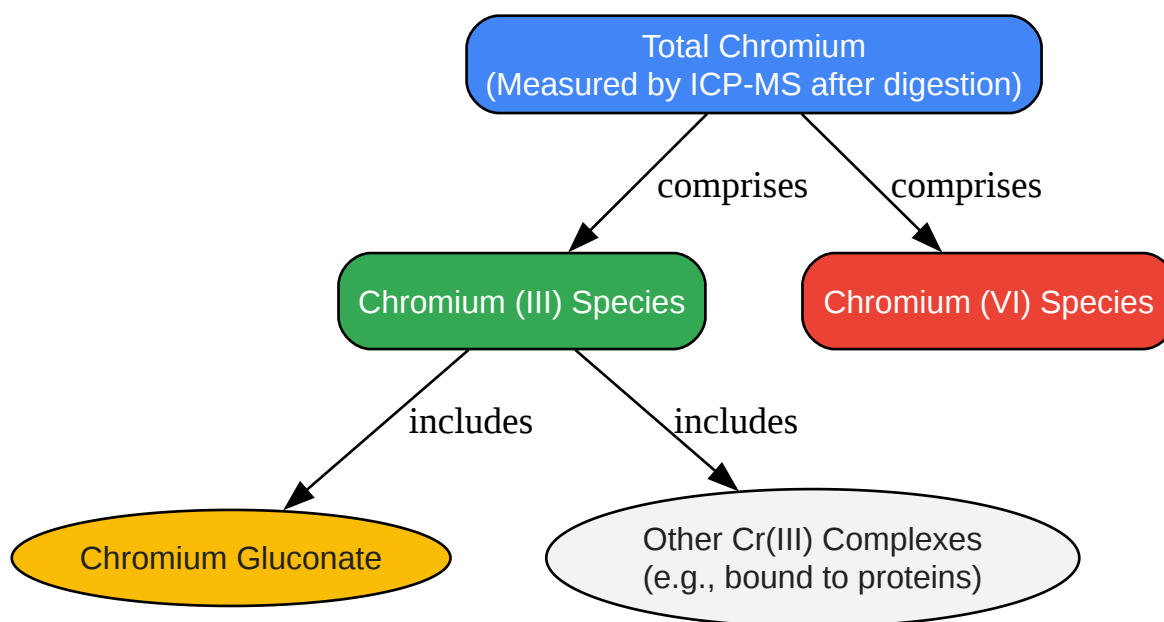 Total Chromium
(Measured by ICP-MS after digestion)
comprises
comprises
Chromium (III) Species
Chromium (VI) Species
includes
includes
Chromium Gluconate
Other Cr(III) Complexes
(e.g., bound to proteins)